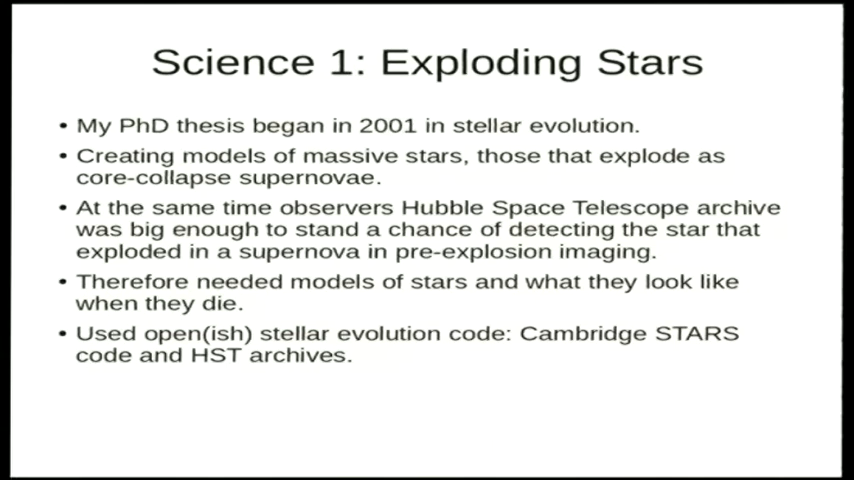 Science 1: Exploding Stars
• My PhD thesis began in 2001 in stellar evolution.
• Creating models of massive stars, those that explode as
core-collapse supernovae.
• At the same time observers Hubble Space Telescope archive
was big enough to stand a chance of detecting the star that
exploded in a supernova in pre-explosion imaging.
• Therefore needed models of stars and what they look like
when they die.
• Used open(ish) stellar evolution code: Cambridge STARS
code and HST archives.